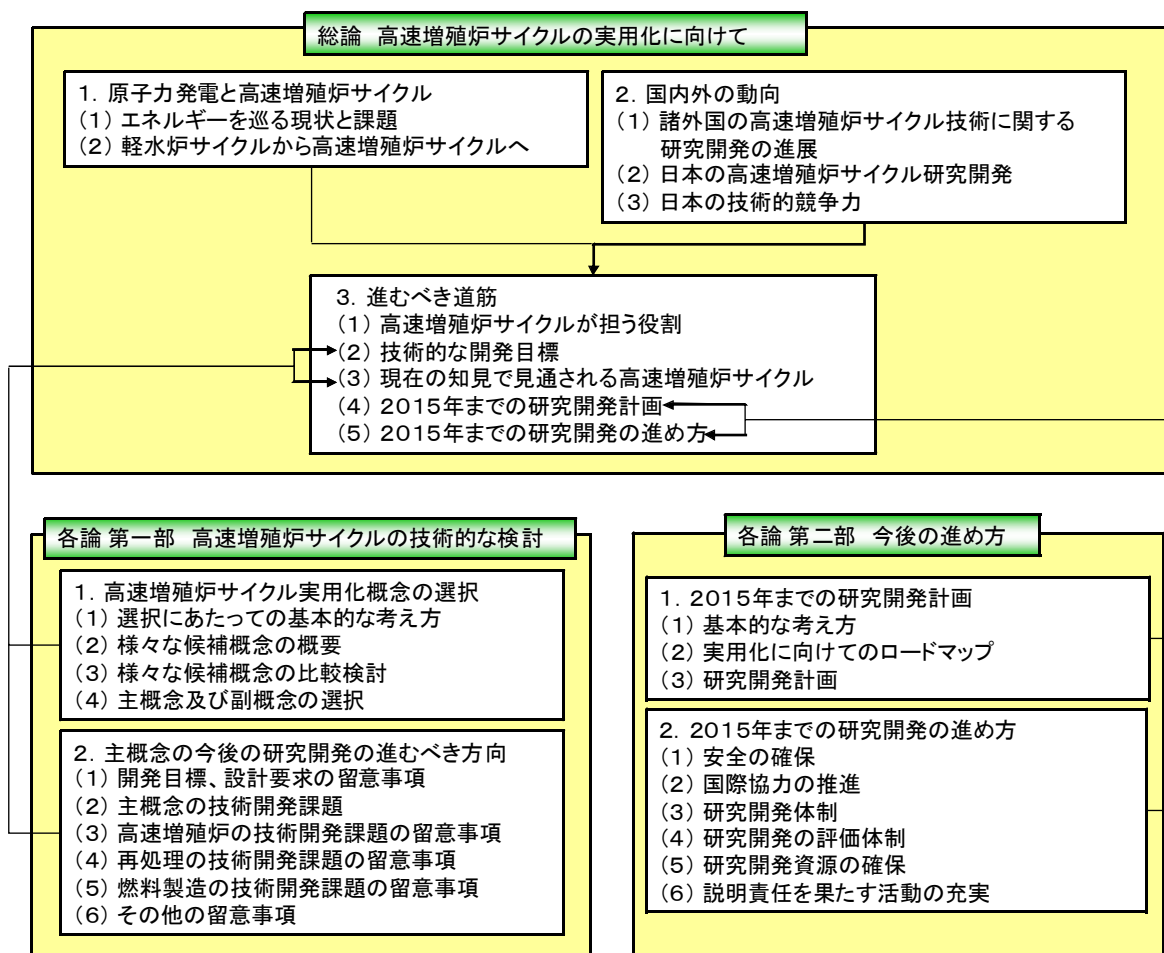 総論 高速増殖炉サイクルの実用化に向けて
1．原子力発電と高速増殖炉サイクル
（１）エネルギーを巡る現状と課題
（２）軽水炉サイクルから高速増殖炉サイクルへ
２．国内外の動向
（１）諸外国の高速増殖炉サイクル技術に関する
研究開発の進展
（２）日本の高速増殖炉サイクル研究開発
（３）日本の技術的競争力
３．進むべき道筋
（１）高速増殖炉サイクルが担う役割
（２）技術的な開発目標
（３）現在の知見で見通される高速増殖炉サイクル
（４）２０１５年までの研究開発計画
（５）２０１５年までの研究開発の進め方
各論 第一部 高速増殖炉サイクルの技術的な検討
１．高速増殖炉サイクル実用化概念の選択
（１）選択にあたっての基本的な考え方
（２）様々な候補概念の概要
（３）様々な候補概念の比較検討
（４）主概念及び副概念の選択
２．主概念の今後の研究開発の進むべき方向
（１）開発目標、設計要求の留意事項
（２）主概念の技術開発課題
（３）高速増殖炉の技術開発課題の留意事項
（４）再処理の技術開発課題の留意事項
（５）燃料製造の技術開発課題の留意事項
（６）その他の留意事項
各論 第二部 今後の進め方
１．２０１５年までの研究開発計画
（１）基本的な考え方
（２）実用化に向けてのロードマップ
（３）研究開発計画
２．２０１５年までの研究開発の進め方
（１）安全の確保
（２）国際協力の推進
（３）研究開発体制
（４）研究開発の評価体制
（５）研究開発資源の確保
（６）説明責任を果たす活動の充実